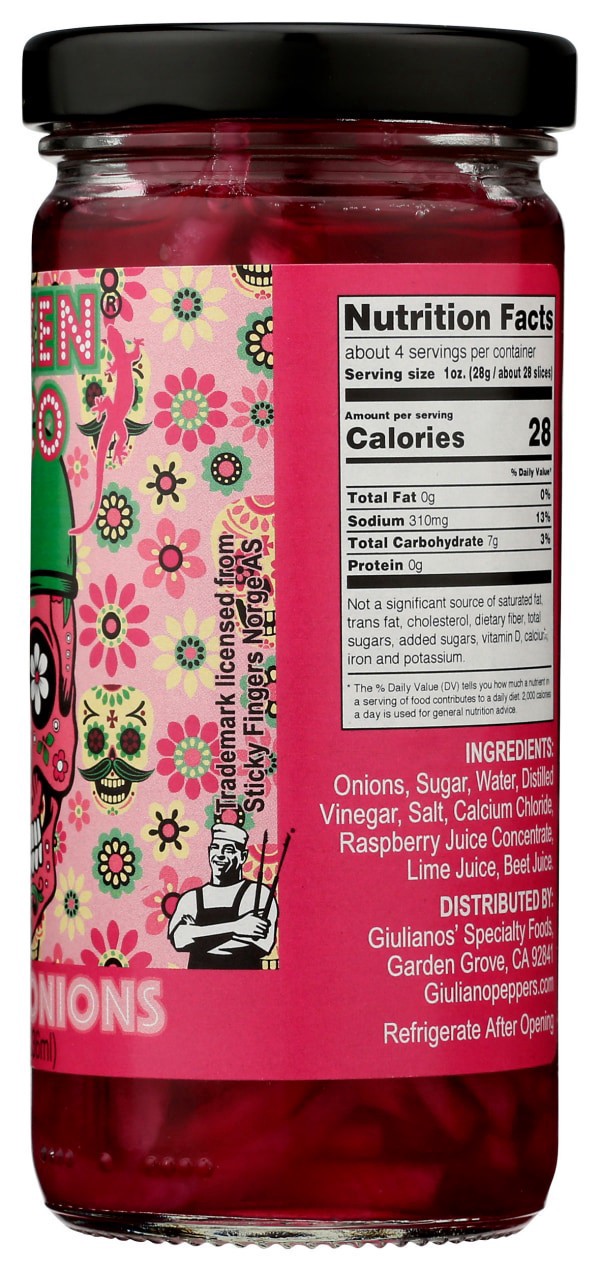 EN®
O
Trademark licensed from
Sticky Fingers Norge AS
ONIONS
ml)
Nutrition Facts
about 4 servings per container
Serving size 1oz. (28g / about 28 slices)
Amount per serving
Calories 28
% Daily Value*
Total Fat 0g 0%
Sodium 310mg 13%
Total Carbohydrate 7g 3%
Protein 0g
Not a significant source of saturated fat,
trans fat, cholesterol, dietary fiber, total
sugars, added sugars, vitamin D, calcium,
iron and potassium.
* The % Daily Value (DV) tells you how much a nutrient in
a serving of food contributes to a daily diet. 2,000 calories
a day is used for general nutrition advice.
INGREDIENTS:
Onions, Sugar, Water, Distilled
Vinegar, Salt, Calcium Chloride,
Raspberry Juice Concentrate,
Lime Juice, Beet Juice.
DISTRIBUTED BY:
Giulianos' Specialty Foods,
Garden Grove, CA 92841
Giulianopeppers.com
Refrigerate After Opening